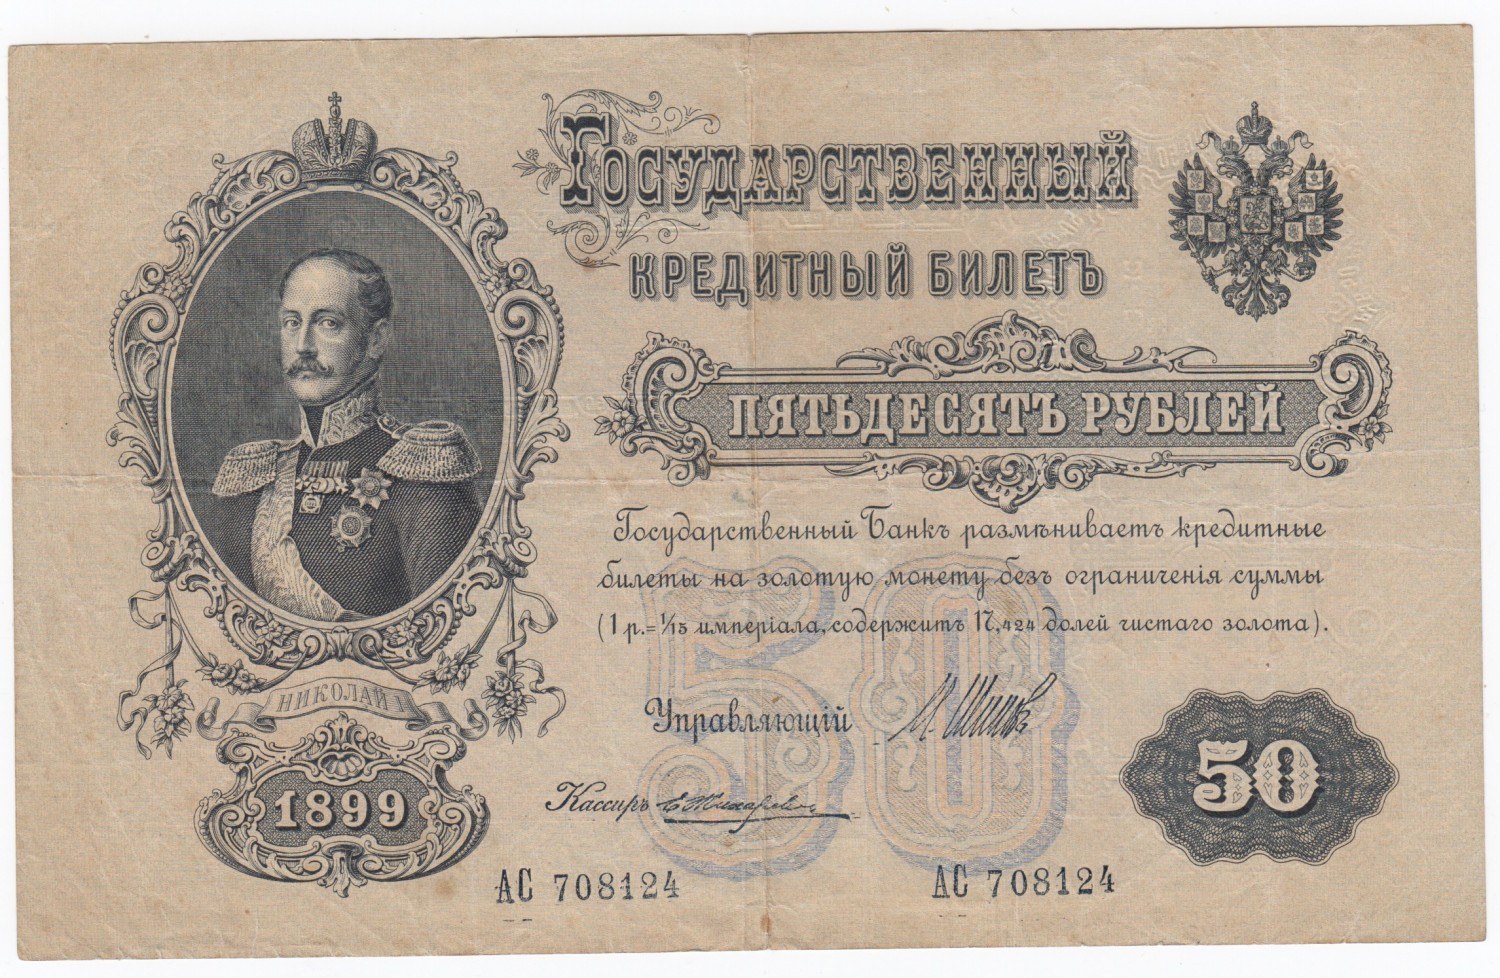 Государственный
кредитный билетъ
пятьдесятъ рублей
Государственный Банкъ размѣниваетъ кредитные
билеты на золотую монету безъ ограниченія суммы
(1 р.= 1/15 имперіала, содержитъ 17,424 долей чистаго золота).
НИКОЛАЙ I
1899
Управляющій
50
Кассиръ
АС 708124
АС 708124